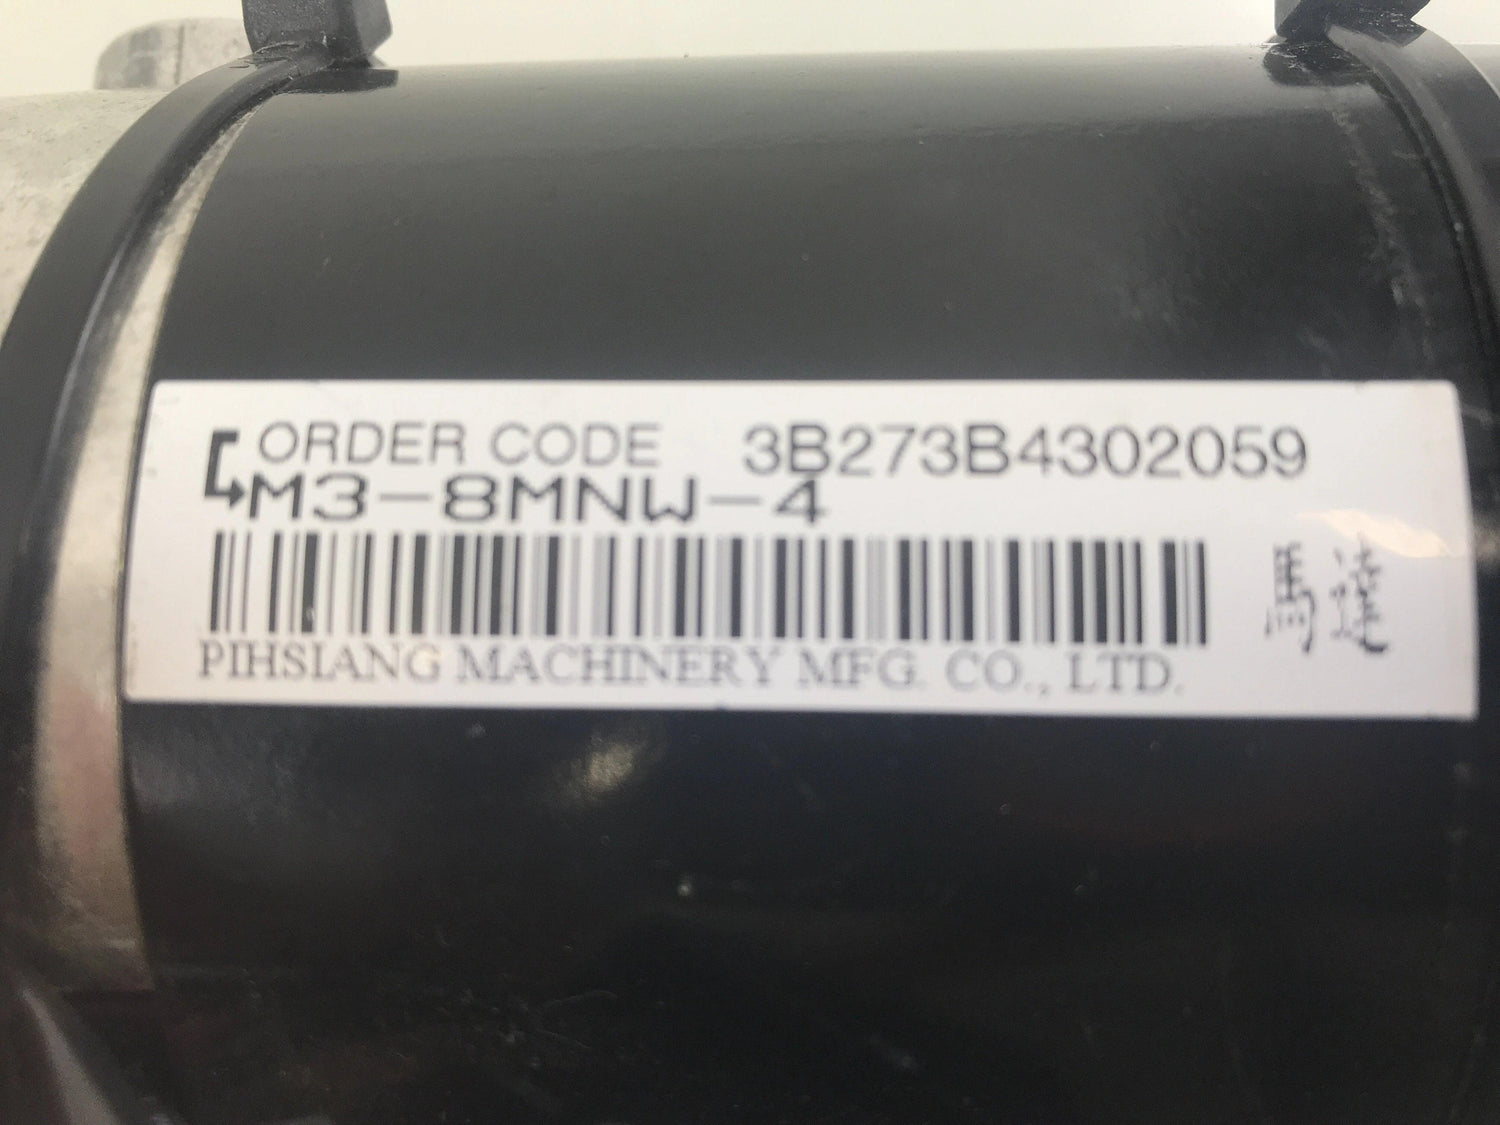 ORDER CODE 3B273B4302059
M3-8MNW-4
馬達
PIHSIANG MACHINERY MFG. CO., LTD.